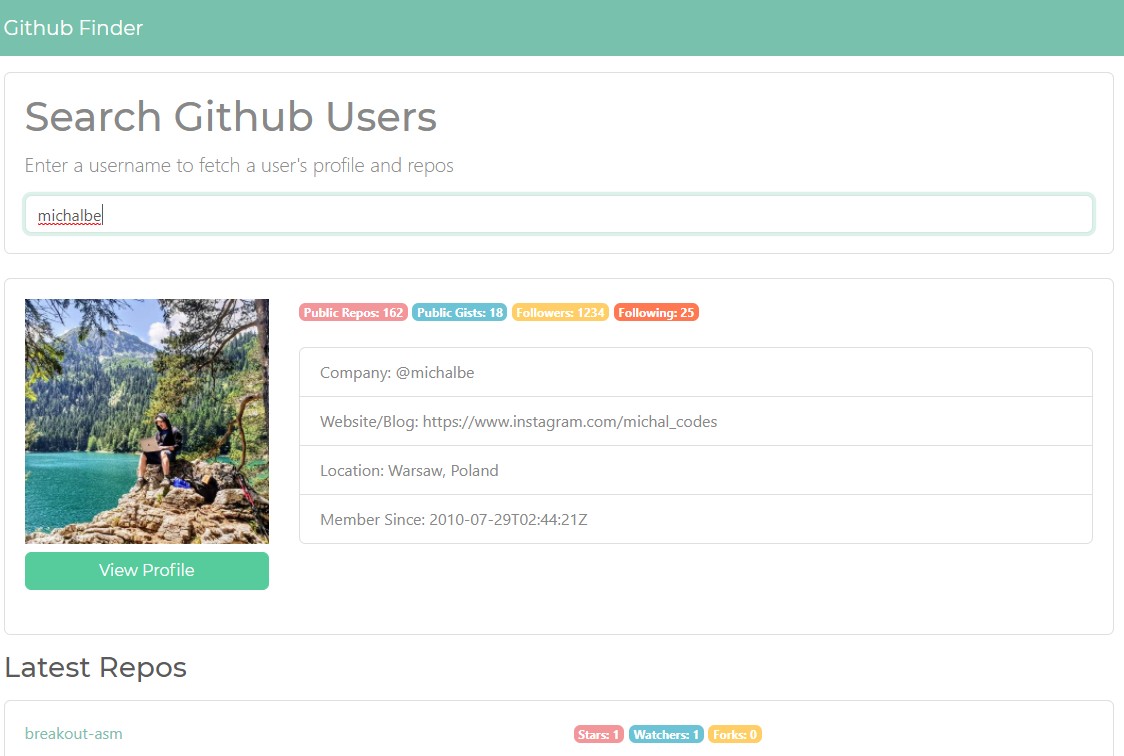 Github Finder
Search Github Users
Enter a username to fetch a user's profile and repos
michalbe
Public Repos: 162 Public Gists: 18 Followers: 1234 Following: 25
Company: @michalbe
Website/Blog: https://www.instagram.com/michal_codes
Location: Warsaw, Poland
Member Since: 2010-07-29T02:44:21Z
View Profile
Latest Repos
breakout-asm Stars: 1 Watchers: 1 Forks: 0